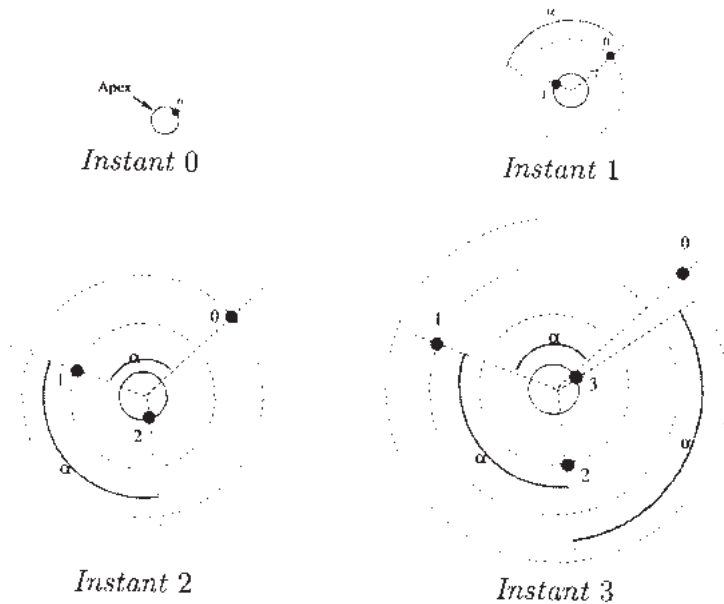 α
0
Apex
0
1
Instant 0
Instant 1
0
1
0
1
α
α
3
2
2
α
α
α
Instant 2
Instant 3